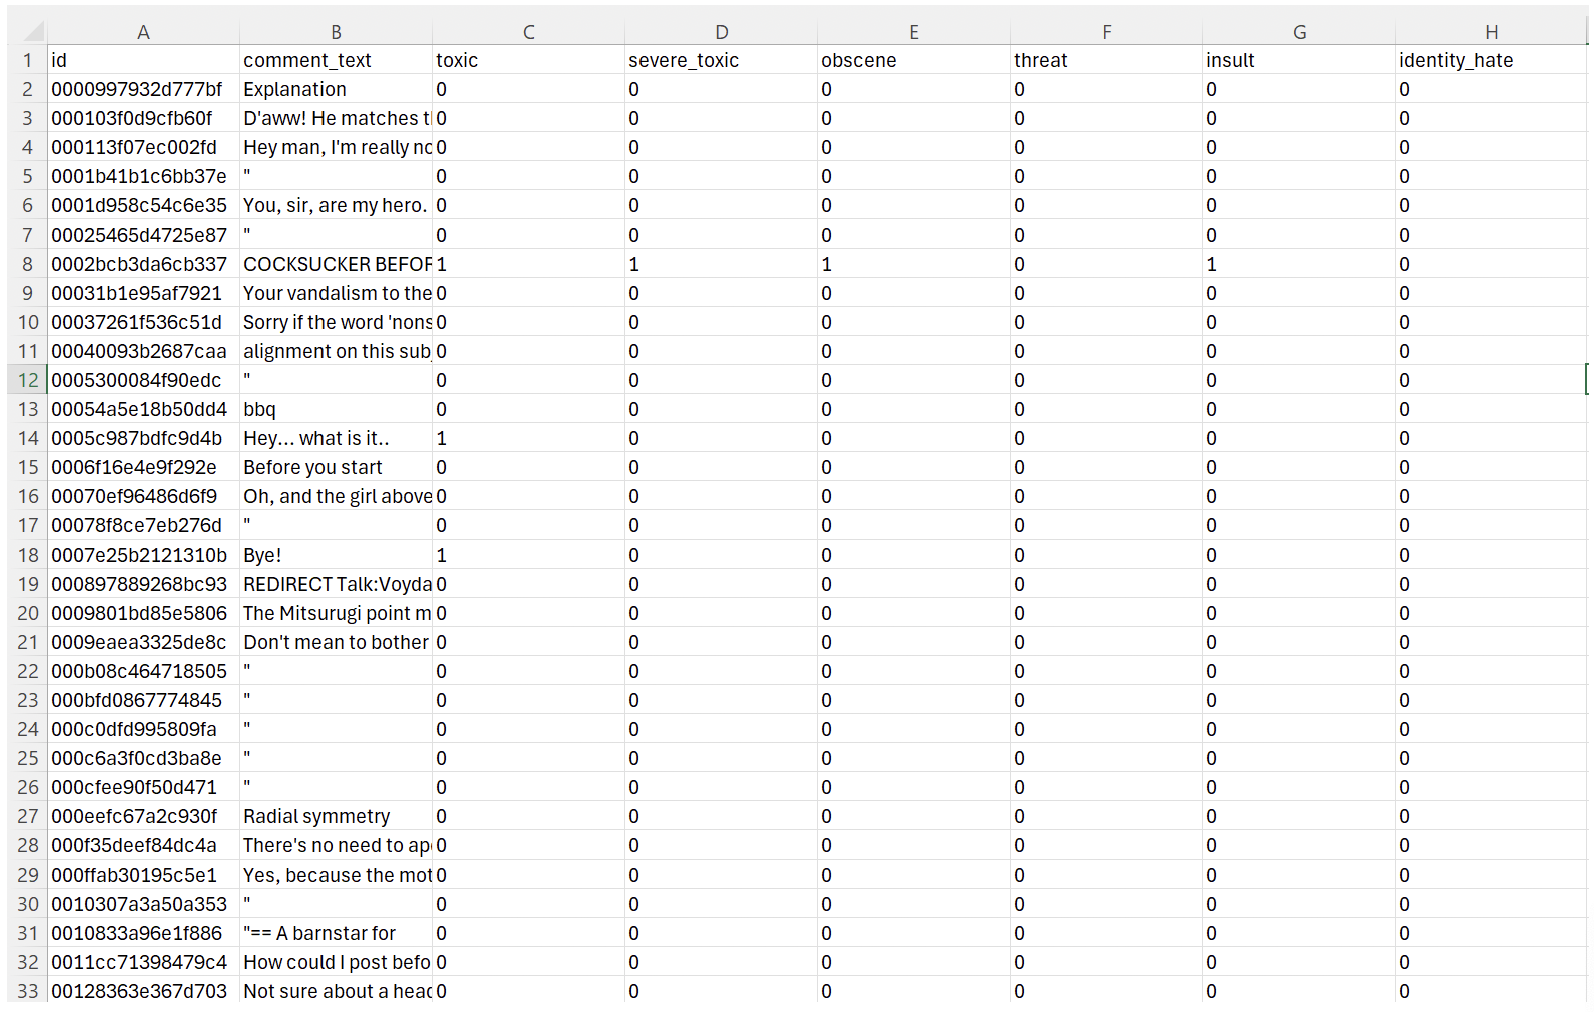 A B C D E F G H
1 id comment_text toxic severe_toxic obscene threat insult identity_hate
2 0000997932d777bf Explanation 0 0 0 0 0 0
3 000103f0d9cfb60f D'aww! He matches t 0 0 0 0 0 0
4 000113f07ec002fd Hey man, I'm really no 0 0 0 0 0 0
5 0001b41b1c6bb37e " 0 0 0 0 0 0
6 0001d958c54c6e35 You, sir, are my hero. 0 0 0 0 0 0
7 00025465d4725e87 " 0 0 0 0 0 0
8 0002bcb3da6cb337 COCKSUCKER BEFOR 1 1 1 0 1 0
9 00031b1e95af7921 Your vandalism to the 0 0 0 0 0 0
10 00037261f536c51d Sorry if the word 'nons 0 0 0 0 0 0
11 00040093b2687caa alignment on this sub 0 0 0 0 0 0
12 0005300084f90edc " 0 0 0 0 0 0
13 00054a5e18b50dd4 bbq 0 0 0 0 0 0
14 0005c987bdfc9d4b Hey... what is it.. 1 0 0 0 0 0
15 0006f16e4e9f292e Before you start 0 0 0 0 0 0
16 00070ef96486d6f9 Oh, and the girl above 0 0 0 0 0 0
17 00078f8ce7eb276d " 0 0 0 0 0 0
18 0007e25b2121310b Bye! 1 0 0 0 0 0
19 000897889268bc93 REDIRECT Talk:Voyda 0 0 0 0 0 0
20 0009801bd85e5806 The Mitsurugi point m 0 0 0 0 0 0
21 0009eaea3325de8c Don't mean to bother 0 0 0 0 0 0
22 000b08c464718505 " 0 0 0 0 0 0
23 000bfd0867774845 " 0 0 0 0 0 0
24 000c0dfd995809fa " 0 0 0 0 0 0
25 000c6a3f0cd3ba8e " 0 0 0 0 0 0
26 000cfee90f50d471 " 0 0 0 0 0 0
27 000eefc67a2c930f Radial symmetry 0 0 0 0 0 0
28 000f35deef84dc4a There's no need to ap 0 0 0 0 0 0
29 000ffab30195c5e1 Yes, because the mot 0 0 0 0 0 0
30 0010307a3a50a353 " 0 0 0 0 0 0
31 0010833a96e1f886 "== A barnstar for 0 0 0 0 0 0
32 0011cc71398479c4 How could I post befo 0 0 0 0 0 0
33 00128363e367d703 Not sure about a head 0 0 0 0 0 0